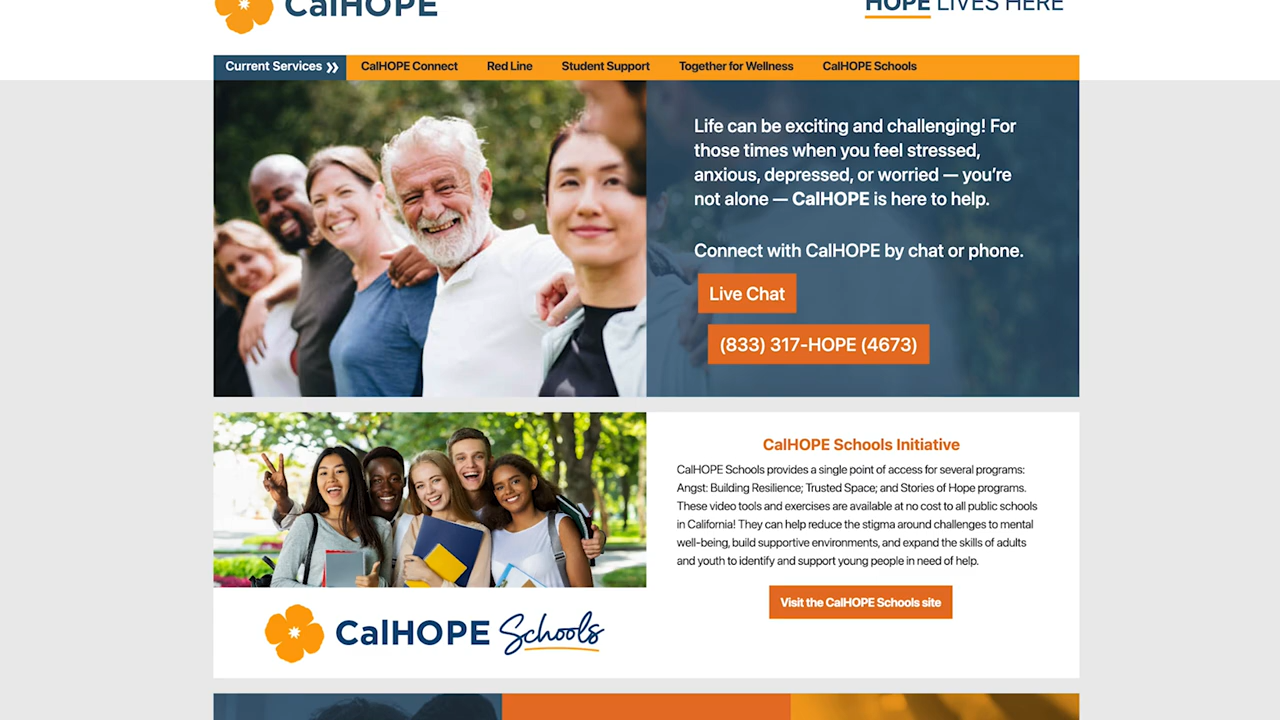 CalHOPE
HOPE LIVES HERE
Current Services »
CalHOPE Connect
Red Line
Student Support
Together for Wellness
CalHOPE Schools
Life can be exciting and challenging! For
those times when you feel stressed,
anxious, depressed, or worried — you’re
not alone — CalHOPE is here to help.
Connect with CalHOPE by chat or phone.
Live Chat
(833) 317-HOPE (4673)
CalHOPE Schools Initiative
CalHOPE Schools provides a single point of access for several programs:
Angst: Building Resilience; Trusted Space; and Stories of Hope programs.
These video tools and exercises are available at no cost to all public schools
in California! They can help reduce the stigma around challenges to mental
well-being, build supportive environments, and expand the skills of adults
and youth to identify and support young people in need of help.
Visit the CalHOPE Schools site
CalHOPE Schools